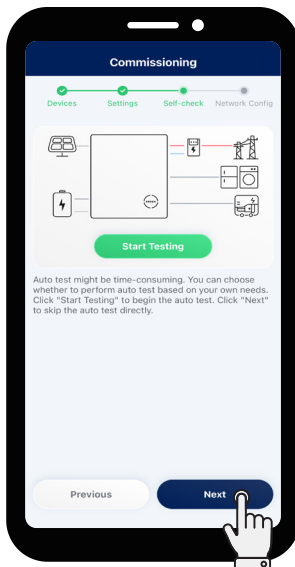 Commissioning
Devices Settings Self-check Network Config
Start Testing
Auto test might be time-consuming. You can choose
whether to perform auto test based on your own needs.
Click "Start Testing" to begin the auto test. Click "Next"
to skip the auto test directly.
Previous Next